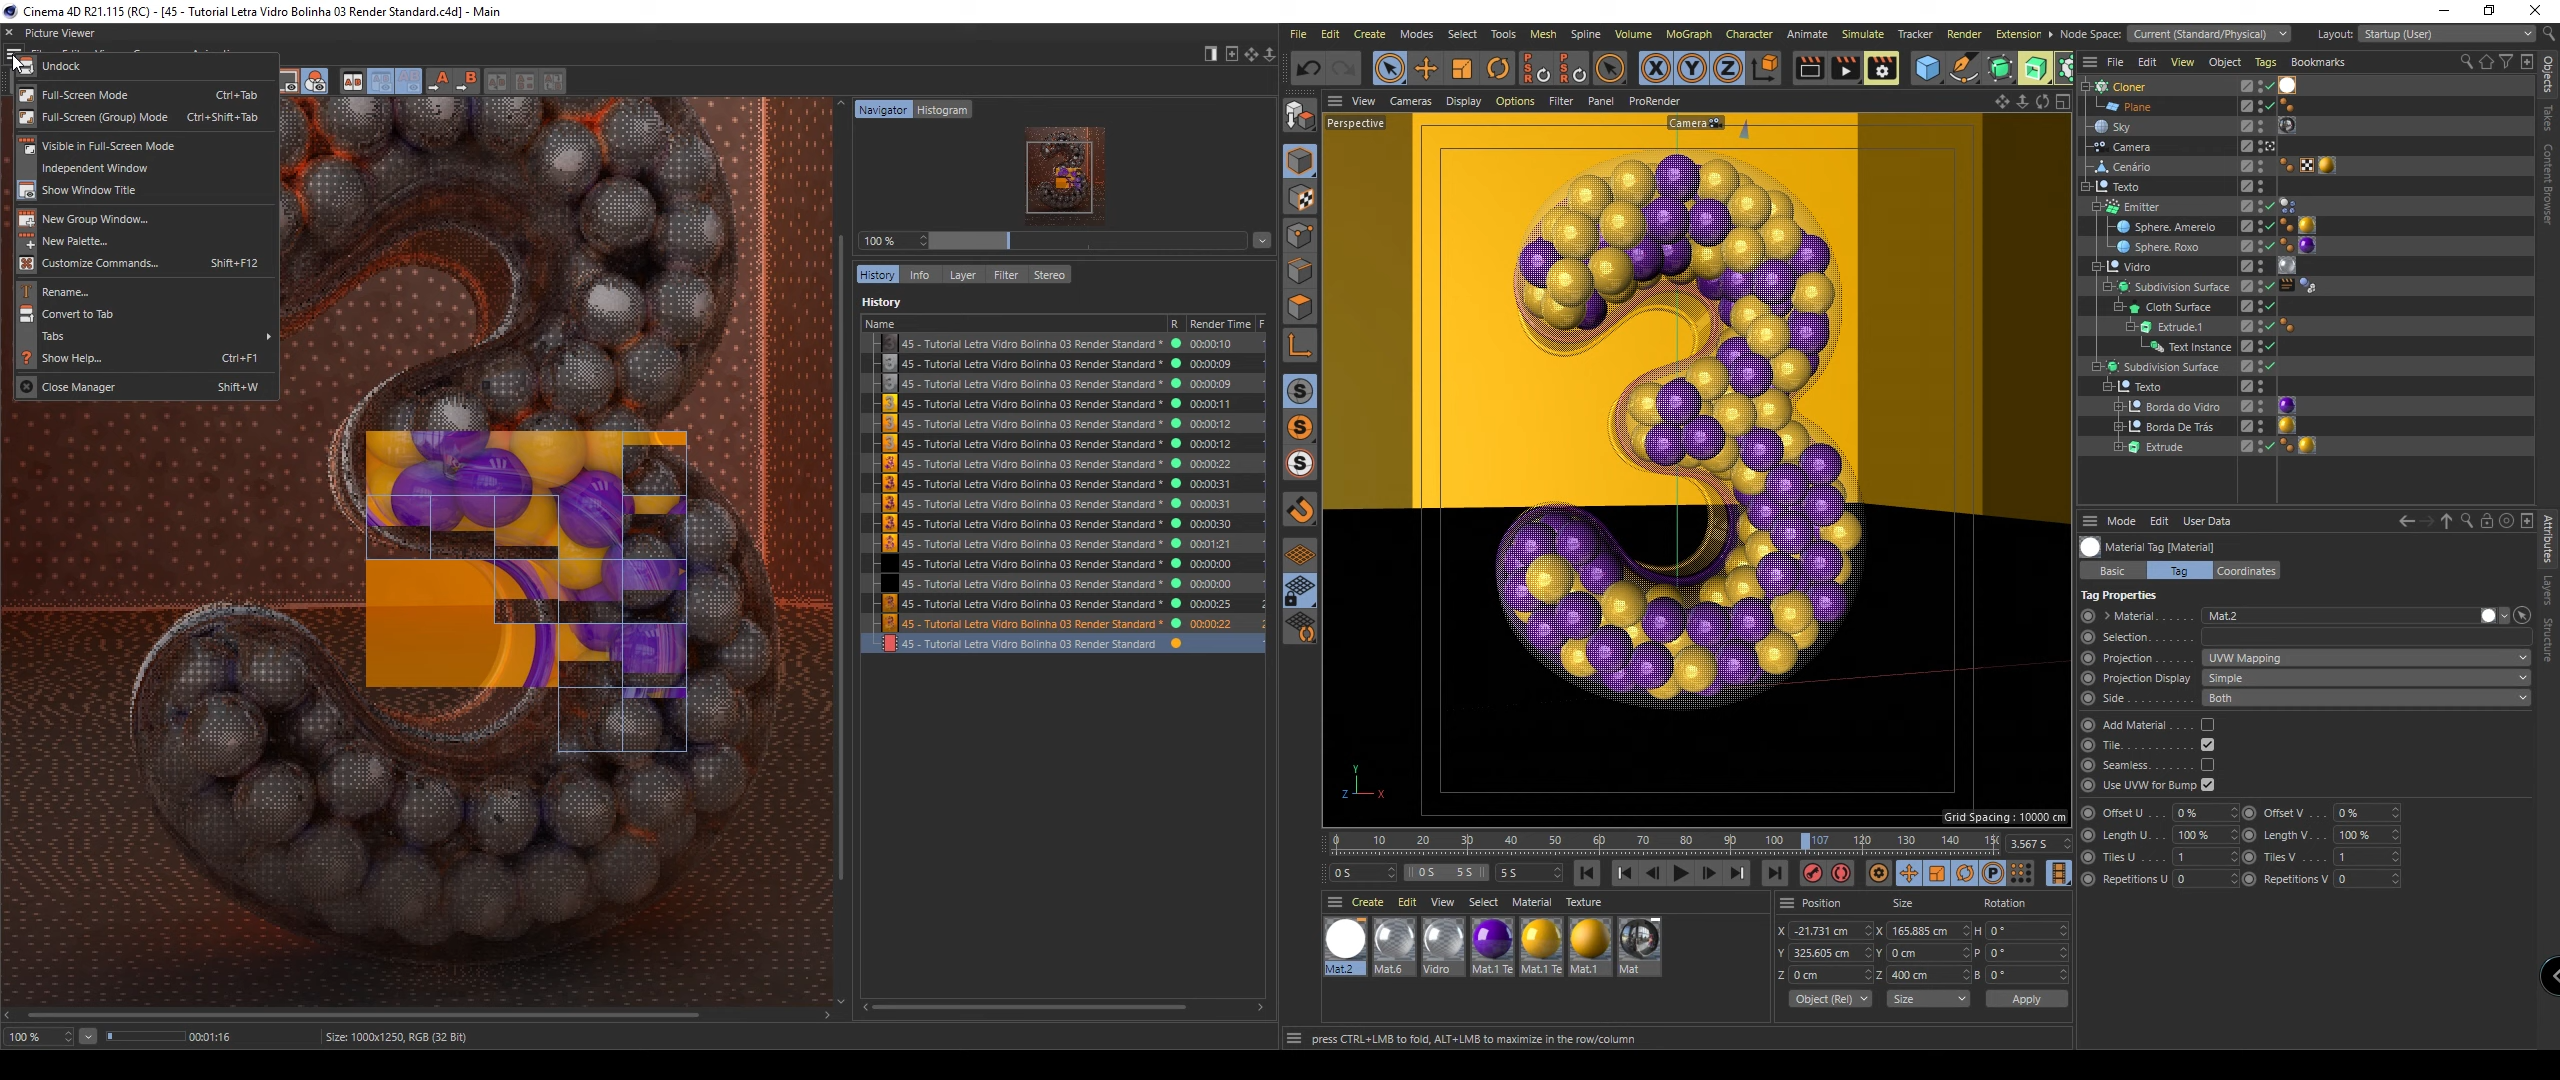 Cinema 4D R21.115 (RC) - [45 - Tutorial Letra Vidro Bolinha 03 Render Standard.c4d] - Main
Picture Viewer
Undock
Full-Screen Mode Ctrl+Tab
Full-Screen (Group) Mode Ctrl+Shift+Tab
Visible in Full-Screen Mode
Independent Window
Show Window Title
New Group Window...
New Palette...
Customize Commands... Shift+F12
Rename...
Convert to Tab
Tabs
Show Help... Ctrl+F1
Close Manager Shift+W
A B
Navigator Histogram
100 %
History Info Layer Filter Stereo
History
Name R Render Time F
45 - Tutorial Letra Vidro Bolinha 03 Render Standard * 00:00:10
45 - Tutorial Letra Vidro Bolinha 03 Render Standard * 00:00:09
45 - Tutorial Letra Vidro Bolinha 03 Render Standard * 00:00:09
45 - Tutorial Letra Vidro Bolinha 03 Render Standard * 00:00:11
45 - Tutorial Letra Vidro Bolinha 03 Render Standard * 00:00:12
45 - Tutorial Letra Vidro Bolinha 03 Render Standard * 00:00:12
45 - Tutorial Letra Vidro Bolinha 03 Render Standard * 00:00:22
45 - Tutorial Letra Vidro Bolinha 03 Render Standard * 00:00:31
45 - Tutorial Letra Vidro Bolinha 03 Render Standard * 00:00:31
45 - Tutorial Letra Vidro Bolinha 03 Render Standard * 00:00:30
45 - Tutorial Letra Vidro Bolinha 03 Render Standard * 00:01:21
45 - Tutorial Letra Vidro Bolinha 03 Render Standard * 00:00:00
45 - Tutorial Letra Vidro Bolinha 03 Render Standard * 00:00:00
45 - Tutorial Letra Vidro Bolinha 03 Render Standard * 00:00:25
45 - Tutorial Letra Vidro Bolinha 03 Render Standard * 00:00:22
45 - Tutorial Letra Vidro Bolinha 03 Render Standard
100 % 00:01:16 Size: 1000x1250, RGB (32 Bit)
File Edit Create Modes Select Tools Mesh Spline Volume MoGraph Character Animate Simulate Tracker Render Extension Node Space: Current (Standard/Physical) Layout: Startup (User)
PSR PSR X Y Z
View Cameras Display Options Filter Panel ProRender
Perspective Camera
S
S
S
Y
Z X
Grid Spacing : 10000 cm
0 10 20 30 40 50 60 70 80 90 100 107 120 130 140 3.567 S
0 S 0 S 5 S 5 S P
Create Edit View Select Material Texture
Mat.2 Mat.6 Vidro Mat.1 Te Mat.1 Te Mat.1 Mat
Position Size Rotation
X -21.731 cm X 165.885 cm H 0 °
Y 325.605 cm Y 0 cm P 0 °
Z 0 cm Z 400 cm B 0 °
Object (Rel) Size Apply
press CTRL+LMB to fold, ALT+LMB to maximize in the row/column
File Edit View Object Tags Bookmarks
Cloner
Plane
Sky
Camera
Cenário
Texto
Emitter
Sphere. Amerelo
Sphere. Roxo
Vidro
Subdivision Surface
Cloth Surface
Extrude.1
Text Instance
Subdivision Surface
Texto
Borda do Vidro
Borda De Trás
Extrude
Objects
Takes
Content Browser
Mode Edit User Data
Material Tag [Material]
Basic Tag Coordinates
Tag Properties
Material . . . . . . Mat.2
Selection. . . . . . .
Projection . . . . . . UVW Mapping
Projection Display Simple
Side . . . . . . . . . . Both
Add Material . . . .
Tile. . . . . . . . . . .
Seamless. . . . . . .
Use UVW for Bump
Offset U . . . 0 % Offset V . . . 0 %
Length U. . . 100 % Length V. . . 100 %
Tiles U . . . . 1 Tiles V . . . . 1
Repetitions U 0 Repetitions V 0
Attributes
Layers
Structure